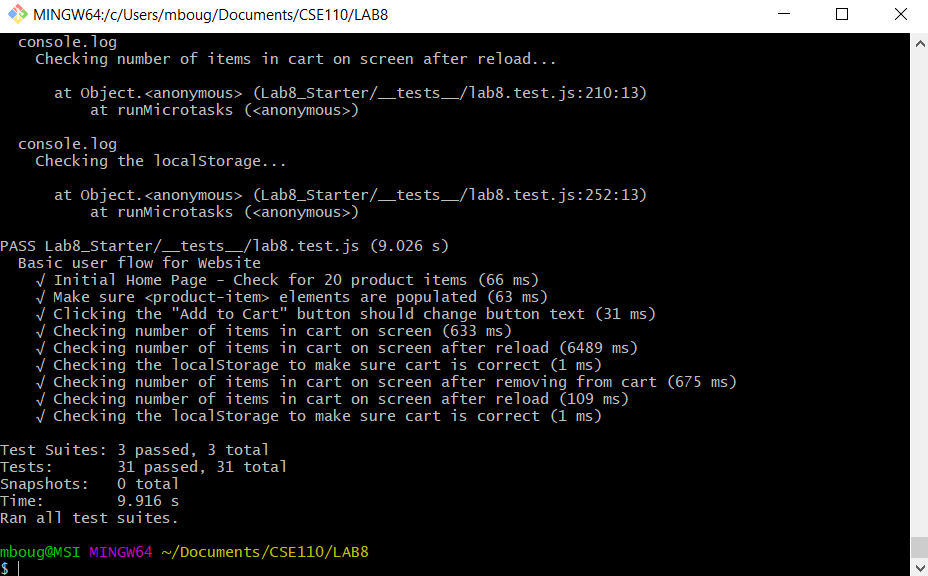 MINGW64:/c/Users/mboug/Documents/CSE110/LAB8
console.log
Checking number of items in cart on screen after reload...
at Object.<anonymous> (Lab8_Starter/__tests__/lab8.test.js:210:13)
at runMicrotasks (<anonymous>)
console.log
Checking the localStorage...
at Object.<anonymous> (Lab8_Starter/__tests__/lab8.test.js:252:13)
at runMicrotasks (<anonymous>)
PASS Lab8_Starter/__tests__/lab8.test.js (9.026 s)
Basic user flow for Website
√ Initial Home Page - Check for 20 product items (66 ms)
√ Make sure <product-item> elements are populated (63 ms)
√ Clicking the "Add to Cart" button should change button text (31 ms)
√ Checking number of items in cart on screen (633 ms)
√ Checking number of items in cart on screen after reload (6489 ms)
√ Checking the localStorage to make sure cart is correct (1 ms)
√ Checking number of items in cart on screen after removing from cart (675 ms)
√ Checking number of items in cart on screen after reload (109 ms)
√ Checking the localStorage to make sure cart is correct (1 ms)
Test Suites: 3 passed, 3 total
Tests:       31 passed, 31 total
Snapshots:   0 total
Time:        9.916 s
Ran all test suites.
mboug@MSI MINGW64 ~/Documents/CSE110/LAB8
$